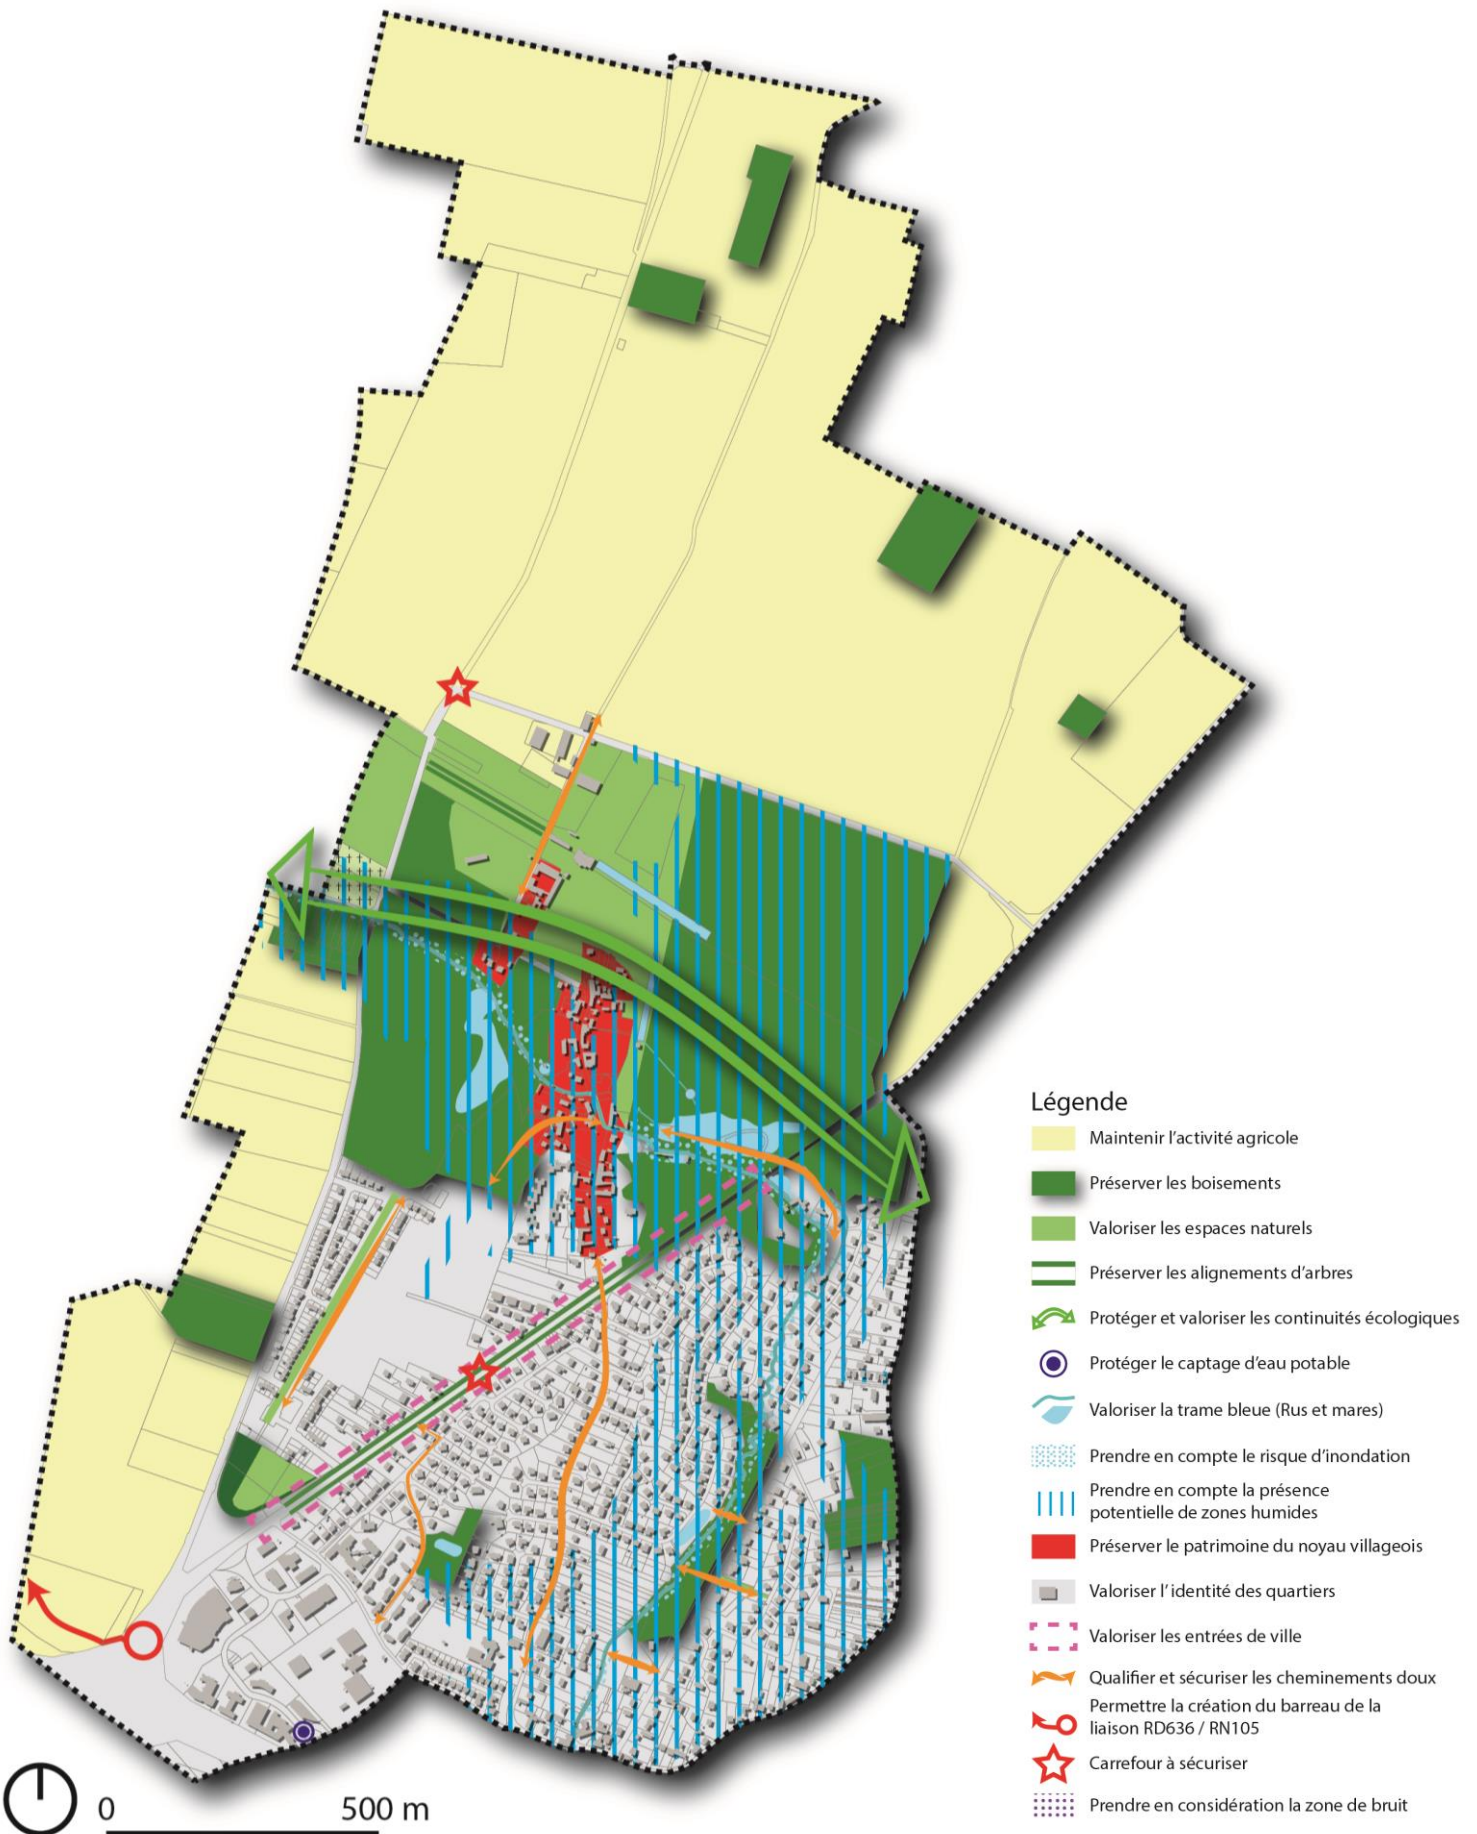 Légende
Maintenir l'activité agricole
Préserver les boisements
Valoriser les espaces naturels
Préserver les alignements d'arbres
Protéger et valoriser les continuités écologiques
Protéger le captage d'eau potable
Valoriser la trame bleue (Rus et mares)
Prendre en compte le risque d'inondation
Prendre en compte la présence
potentielle de zones humides
Préserver le patrimoine du noyau villageois
Valoriser l'identité des quartiers
Valoriser les entrées de ville
Qualifier et sécuriser les cheminements doux
Permettre la création du barreau de la
liaison RD636 / RN105
Carrefour à sécuriser
Prendre en considération la zone de bruit
0 500 m